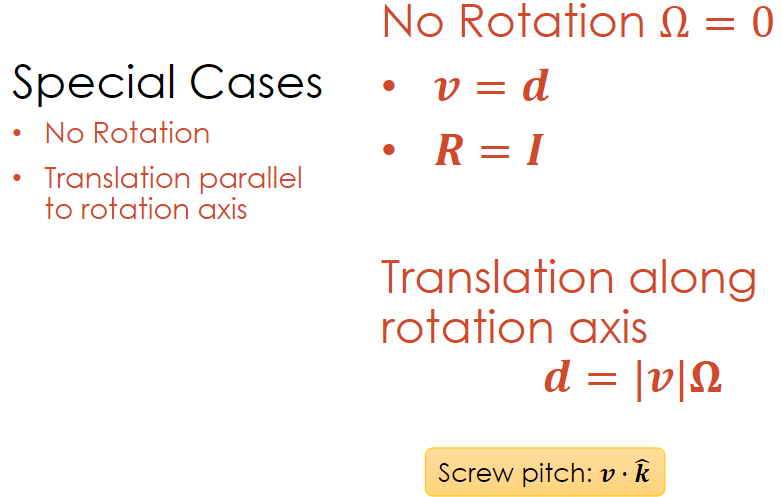 Special Cases
• No Rotation
• Translation parallel
to rotation axis
No Rotation Ω = 0
• v = d
• R = I
Translation along
rotation axis
d = |v|Ω
Screw pitch: v · k̂